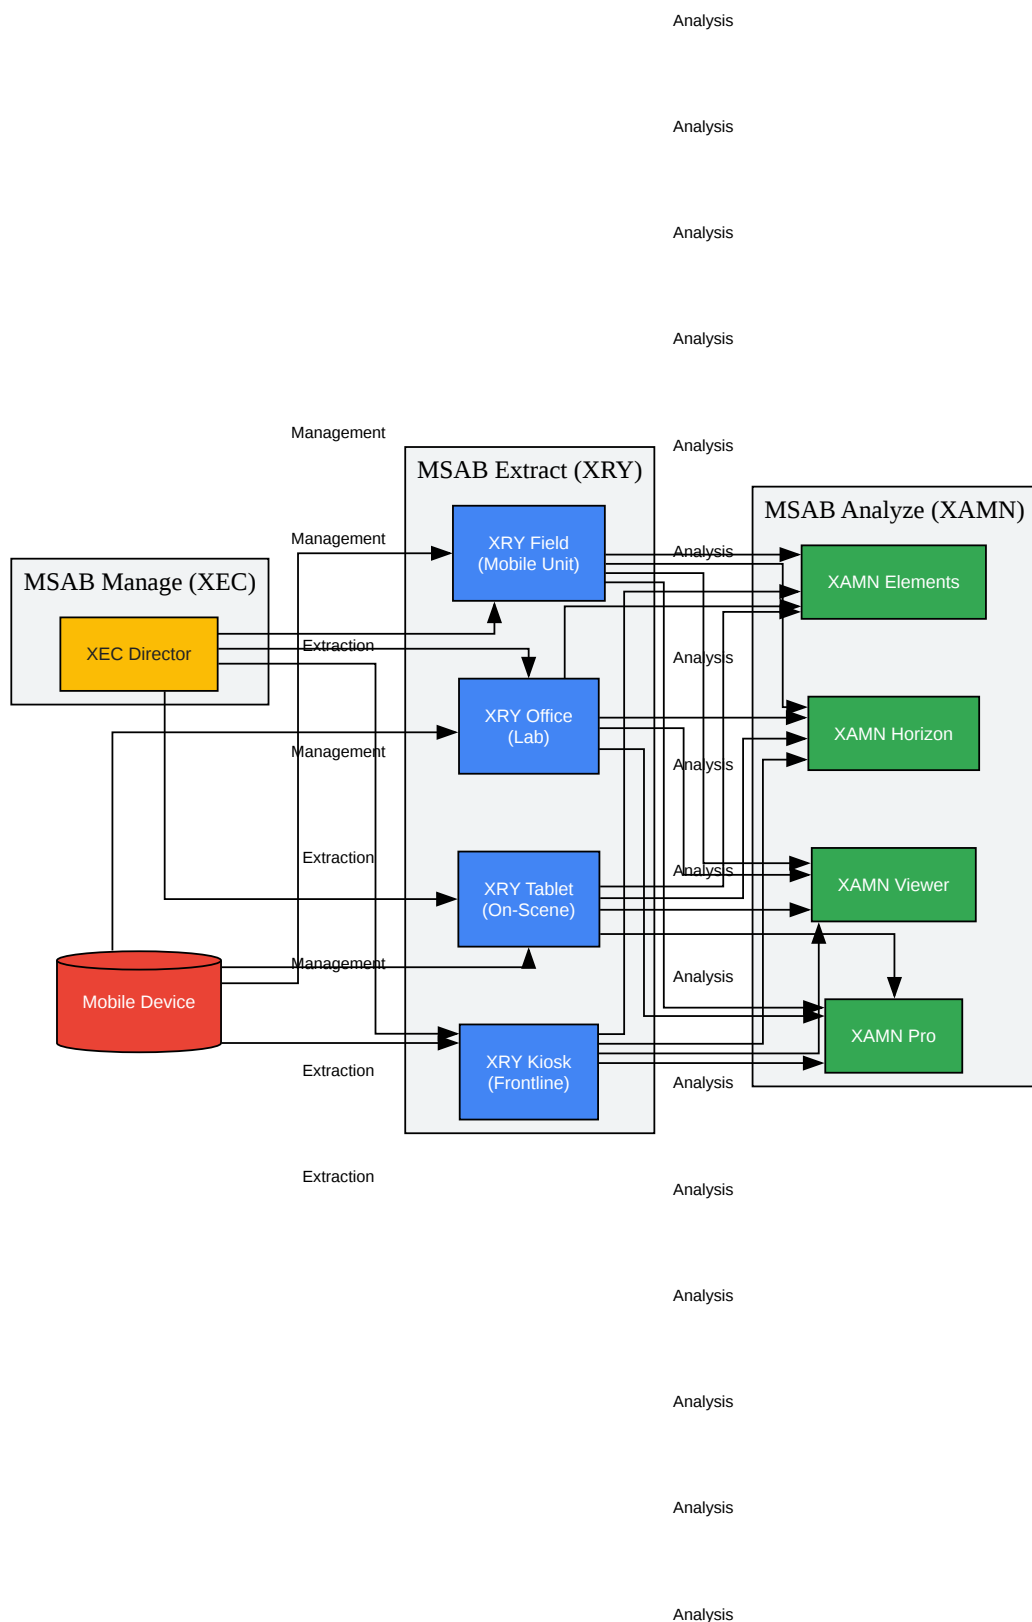 Analysis
Analysis
Analysis
Analysis
Management
Analysis
MSAB Extract (XRY)
MSAB Analyze (XAMN)
Management
XRY Field
(Mobile Unit)
Analysis
MSAB Manage (XEC)
XAMN Elements
XEC Director
Extraction
Analysis
XRY Office
(Lab)
XAMN Horizon
Management
Analysis
Extraction
Analysis
XRY Tablet
(On-Scene)
XAMN Viewer
Management
Analysis
Mobile Device
XAMN Pro
XRY Kiosk
(Frontline)
Extraction
Analysis
Extraction
Analysis
Analysis
Analysis
Analysis
Analysis